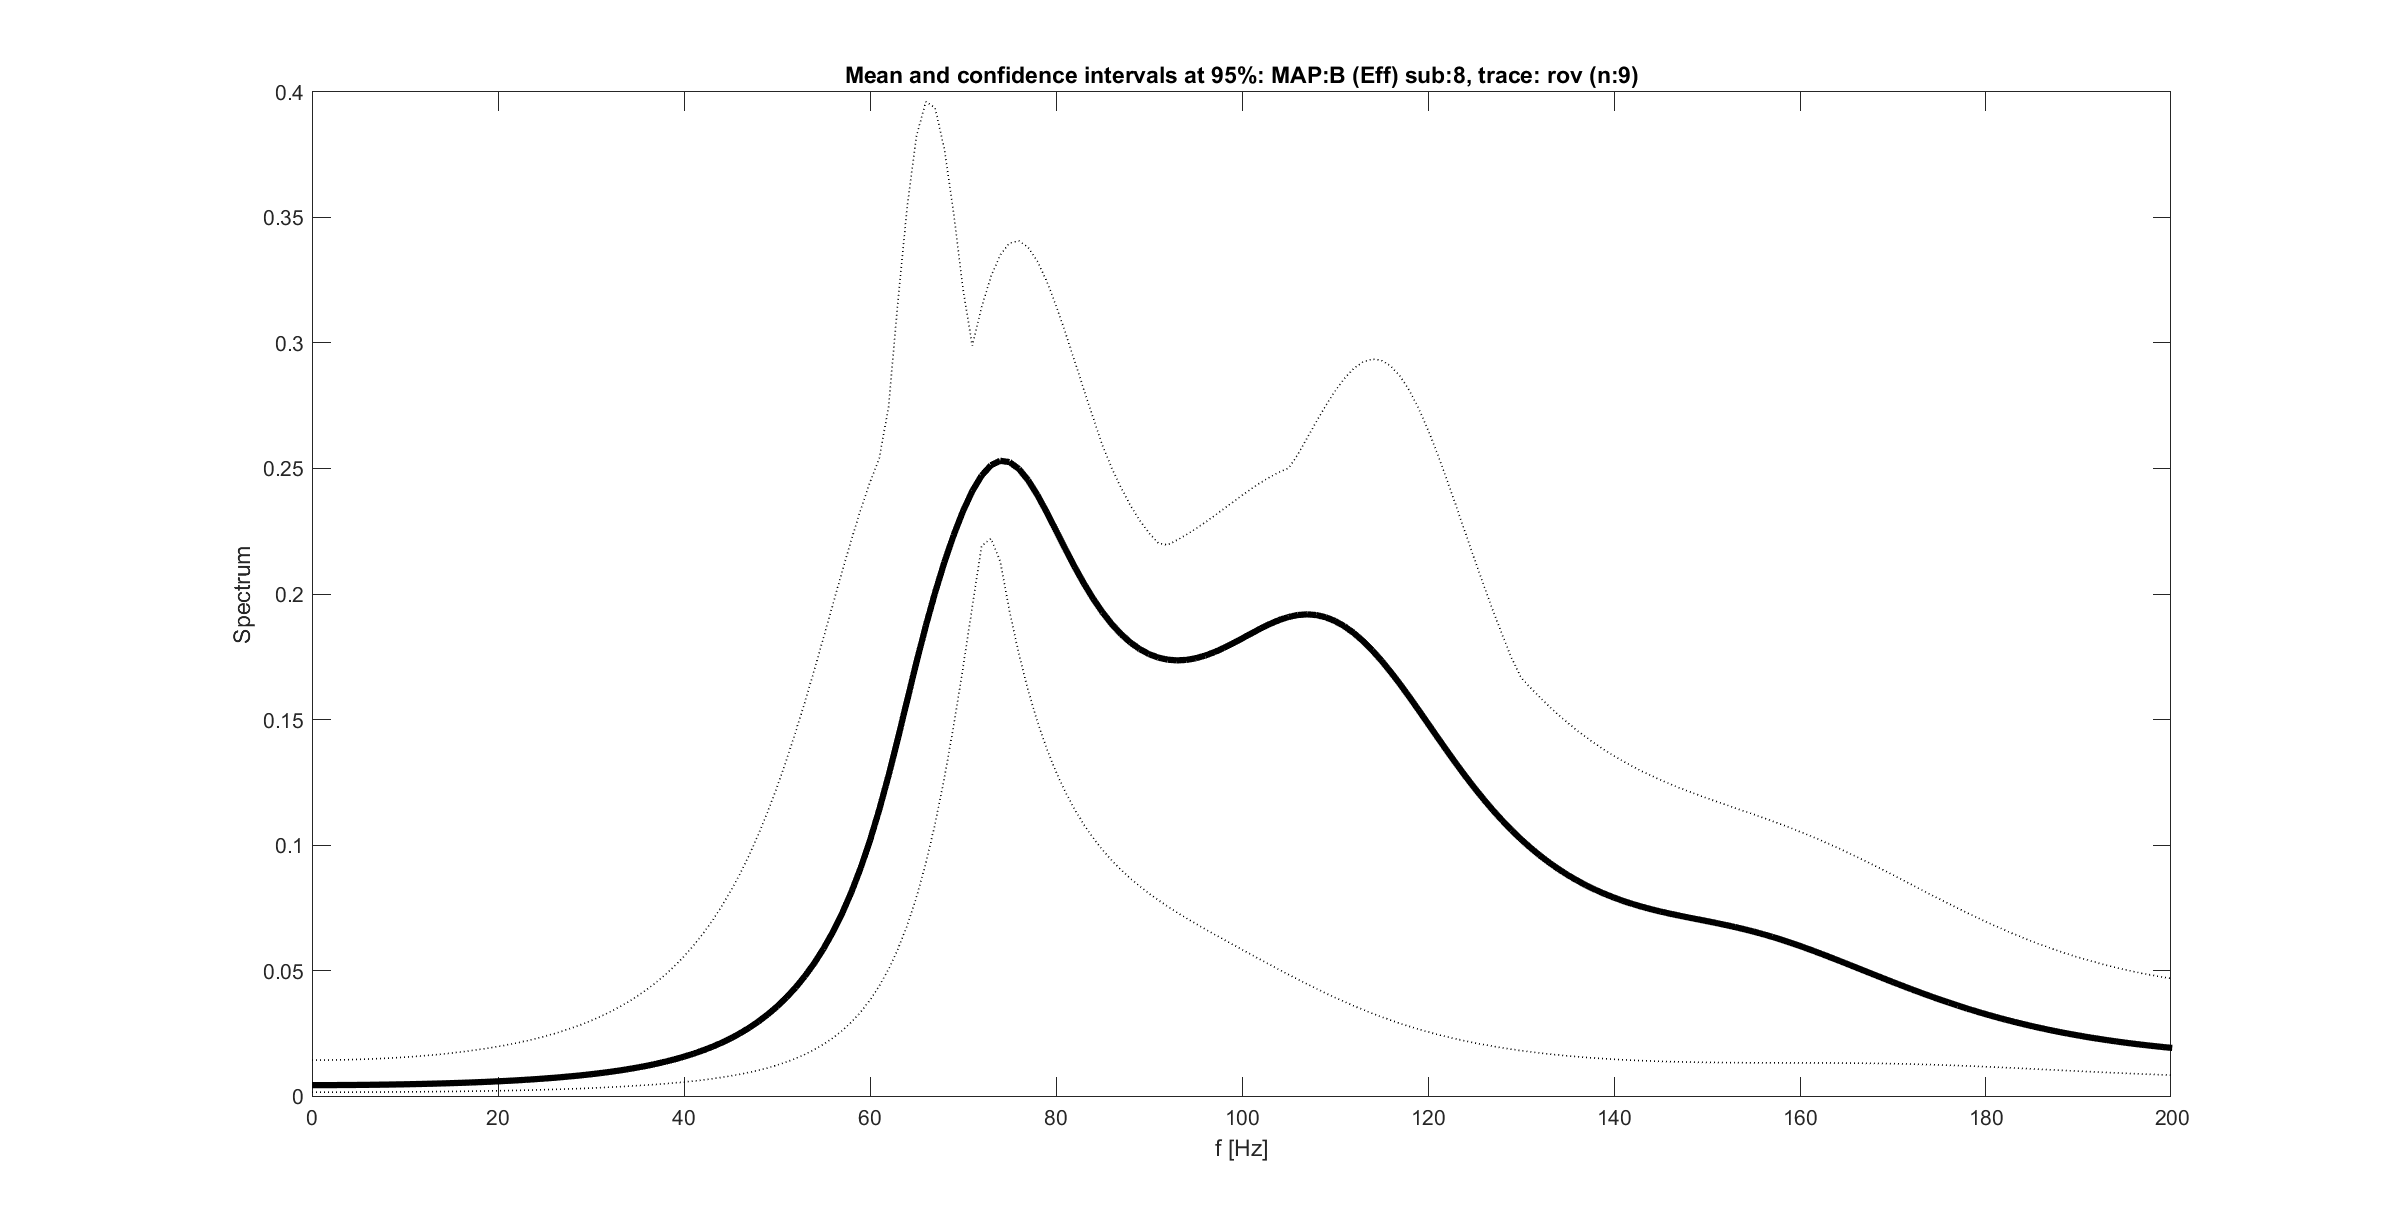 Mean and confidence intervals at 95%: MAP:B (Eff) sub:8, trace: rov (n:9)
0.4
0.35
0.3
0.25
0.2
0.15
0.1
0.05
0
Spectrum
0 20 40 60 80 100 120 140 160 180 200
f [Hz]